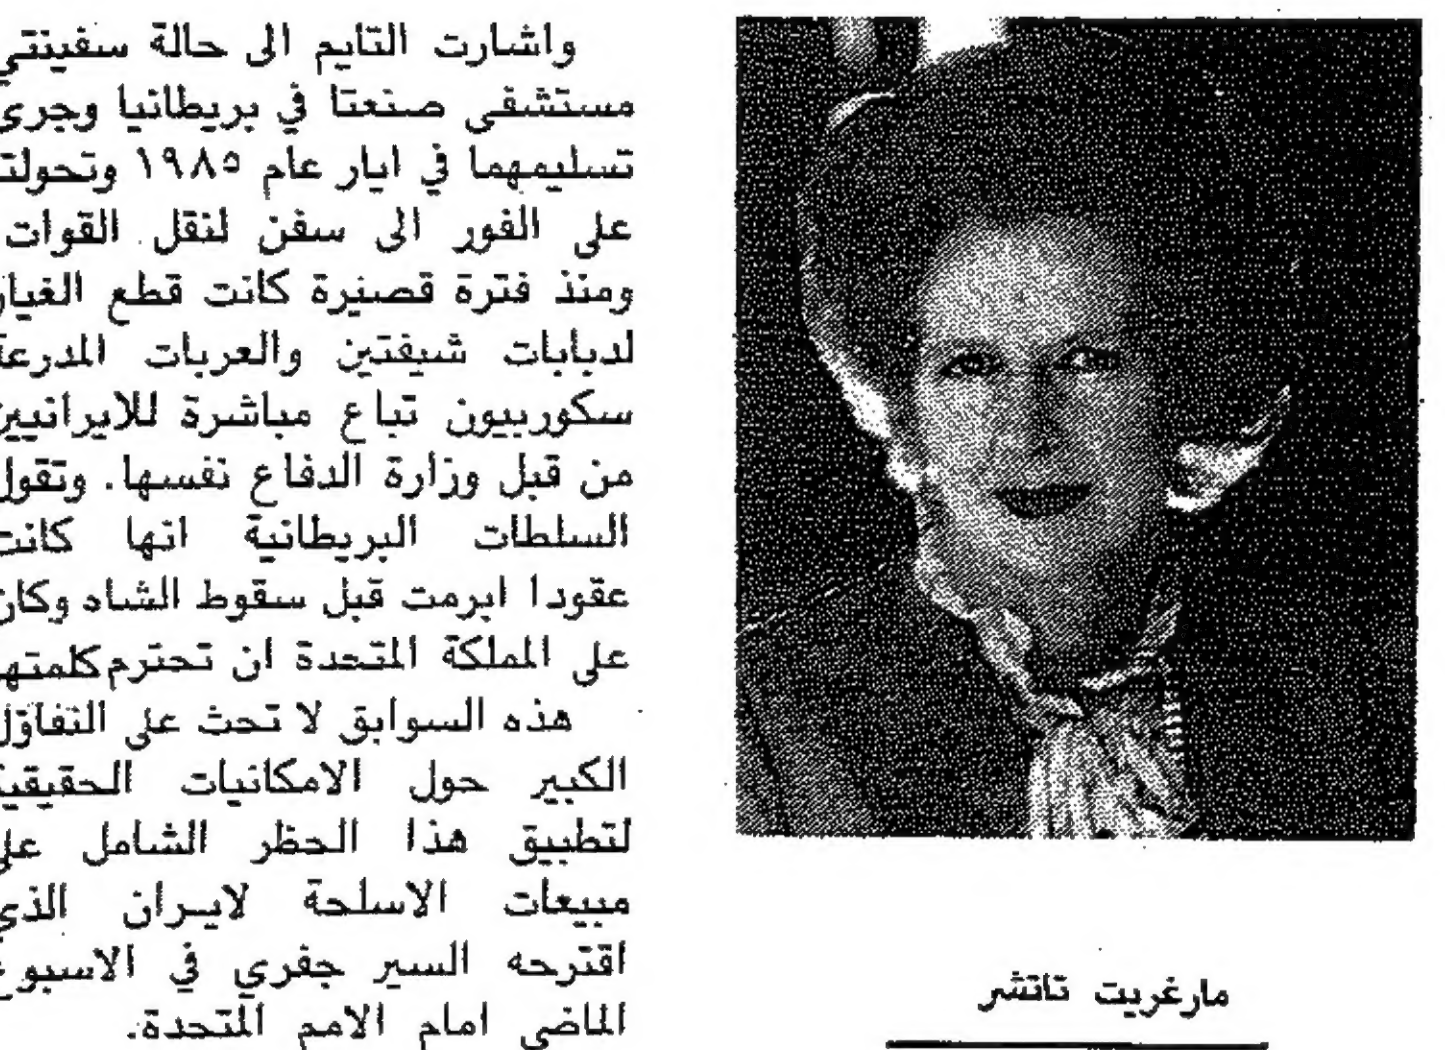 واشارت التايم الى حالة سفينتي
مستشفى صنعتا في بريطانيا وجرى
تسليمهما في ايار عام ١٩٨٥ وتحولتا
على الفور الى سفن لنقل القوات
ومنذ فترة قصيرة كانت قطع الغيار
لدبابات شيفتين والعربات المدرعة
سكوربيون تباع مباشرة للايرانيين
من قبل وزارة الدفاع نفسها. وتقول
السلطات البريطانية انها كانت
عقودا ابرمت قبل سقوط الشاه وكان
على المملكة المتحدة ان تحترم كلمتها
هذه السوابق لا تحث على التفاؤل
الكبير حول الامكانيات الحقيقية
لتطبيق هذا الحظر الشامل على
مبيعات الاسلحة لايران الذي
اقترحه السير جفري في الاسبوع
الماضي امام الامم المتحدة.
مارغريت تاتشر